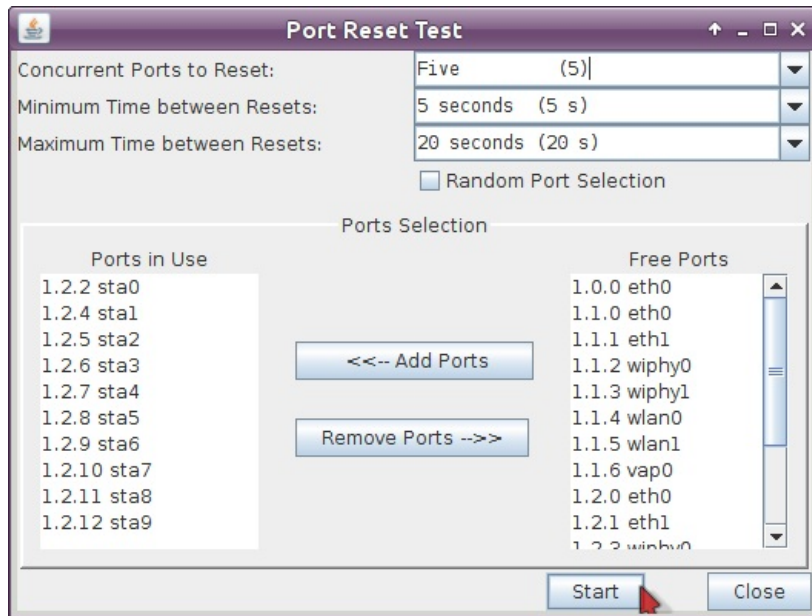 Port Reset Test
Concurrent Ports to Reset: Five (5)
Minimum Time between Resets: 5 seconds (5 s)
Maximum Time between Resets: 20 seconds (20 s)
Random Port Selection
Ports Selection
Ports in Use
1.2.2 sta0
1.2.4 sta1
1.2.5 sta2
1.2.6 sta3
1.2.7 sta4
1.2.8 sta5
1.2.9 sta6
1.2.10 sta7
1.2.11 sta8
1.2.12 sta9
<<-- Add Ports
Remove Ports -->>
Free Ports
1.0.0 eth0
1.1.0 eth0
1.1.1 eth1
1.1.2 wiphy0
1.1.3 wiphy1
1.1.4 wlan0
1.1.5 wlan1
1.1.6 vap0
1.2.0 eth0
1.2.1 eth1
1.2.3 wiphy0
Start
Close